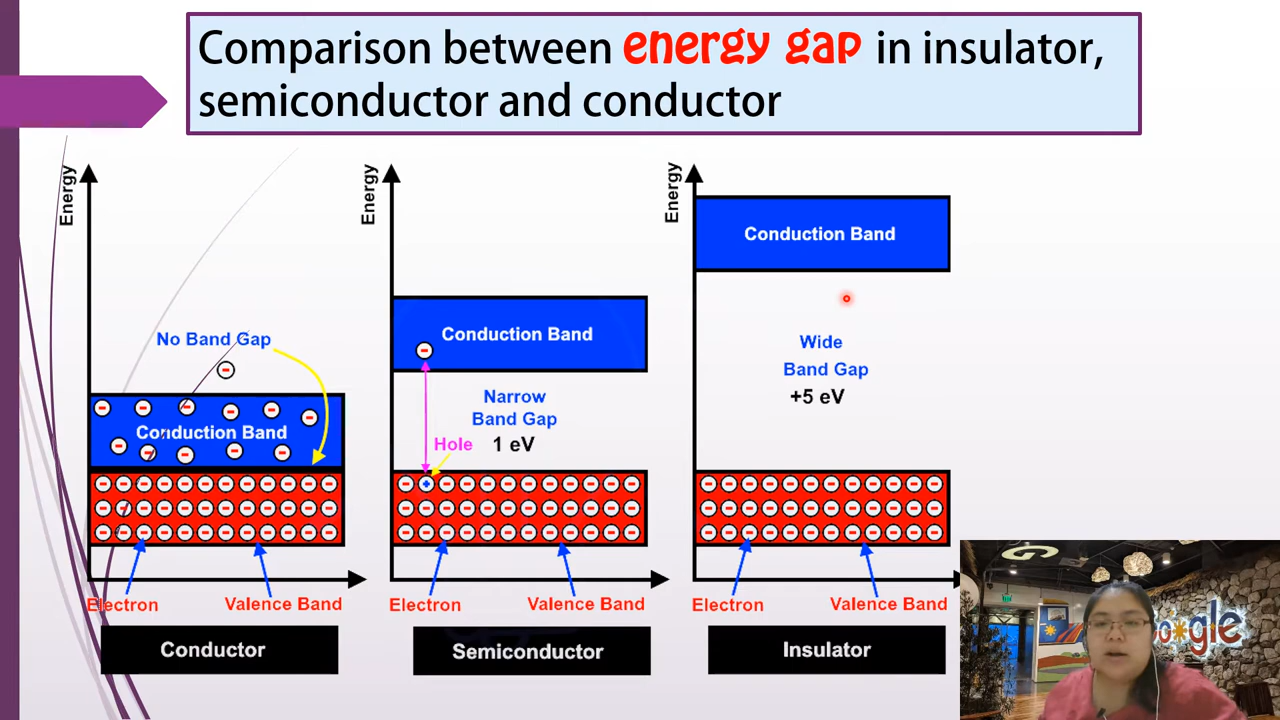 Comparison between energy gap in insulator,
semiconductor and conductor
Energy
No Band Gap
Conduction Band
Electron
Valence Band
Conductor
Energy
Conduction Band
Narrow
Band Gap
Hole
1 eV
Electron
Valence Band
Semiconductor
Energy
Conduction Band
Wide
Band Gap
+5 eV
Electron
Valence Band
Insulator
G
oogle